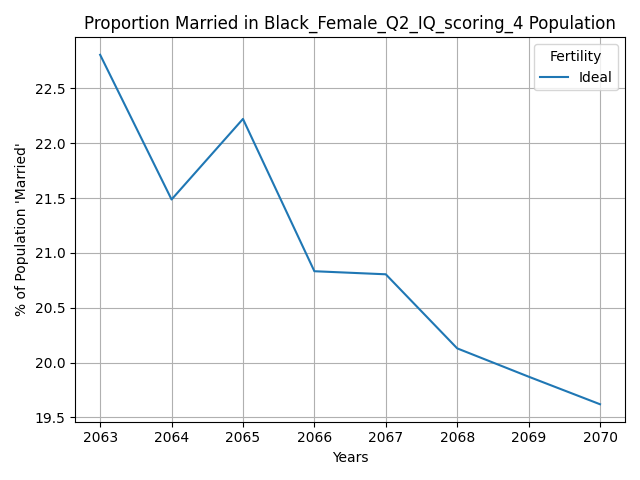 Proportion Married in Black_Female_Q2_IQ_scoring_4 Population
Fertility
Ideal
% of Population 'Married'
22.5
22.0
21.5
21.0
20.5
20.0
19.5
2063 2064 2065 2066 2067 2068 2069 2070
Years